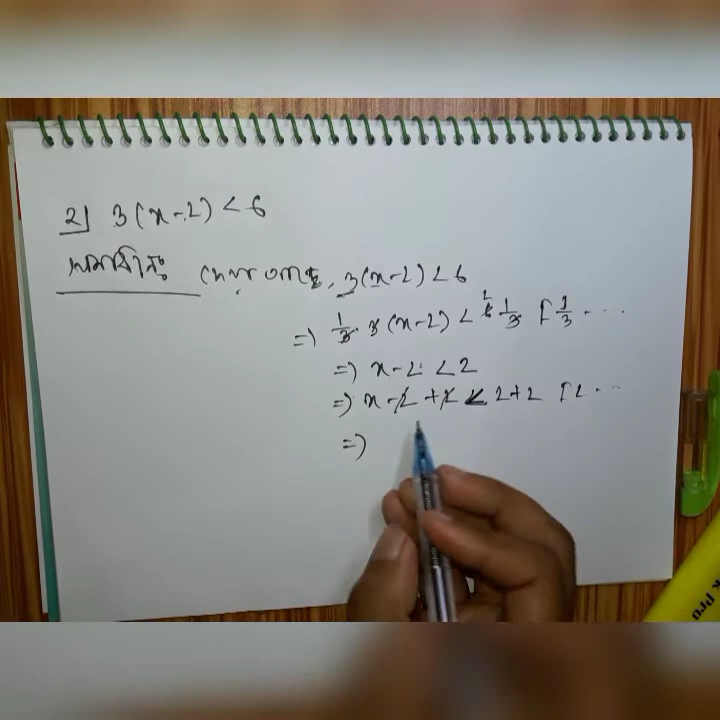 ২| 3(x-2) < 6
সমাধানঃ দেওয়া আছে, 3(x-2) < 6
=> 1/3 · 3(x-2) < 6 · 1/3 [1/3 ...
=> x-2 < 2
=> x-2+2 < 2+2 [2 ...
=>
Pro